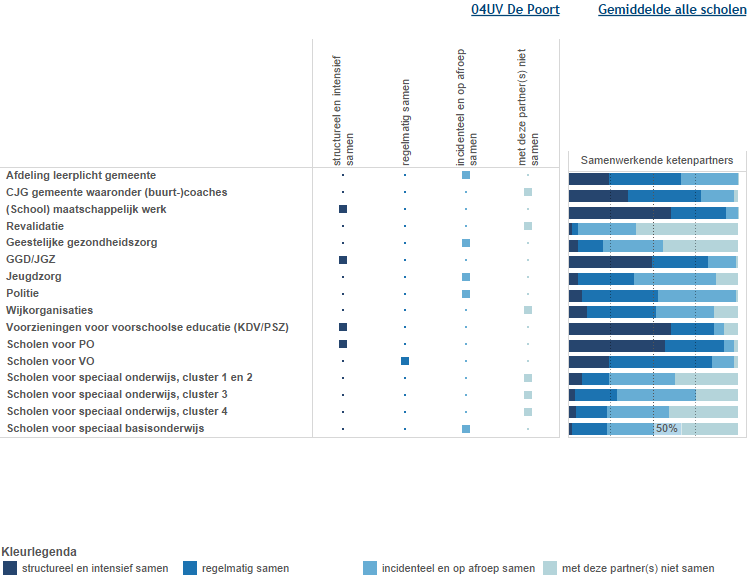 04UV De Poort
Gemiddelde alle scholen
structureel en intensief
samen
regelmatig samen
incidenteel en op afroep
samen
met deze partner(s) niet
samen
Samenwerkende ketenpartners
Afdeling leerplicht gemeente
CJG gemeente waaronder (buurt-)coaches
(School) maatschappelijk werk
Revalidatie
Geestelijke gezondheidszorg
GGD/JGZ
Jeugdzorg
Politie
Wijkorganisaties
Voorzieningen voor voorschoolse educatie (KDV/PSZ)
Scholen voor PO
Scholen voor VO
Scholen voor speciaal onderwijs, cluster 1 en 2
Scholen voor speciaal onderwijs, cluster 3
Scholen voor speciaal onderwijs, cluster 4
Scholen voor speciaal basisonderwijs
50%
Kleurlegenda
structureel en intensief samen
regelmatig samen
incidenteel en op afroep samen
met deze partner(s) niet samen